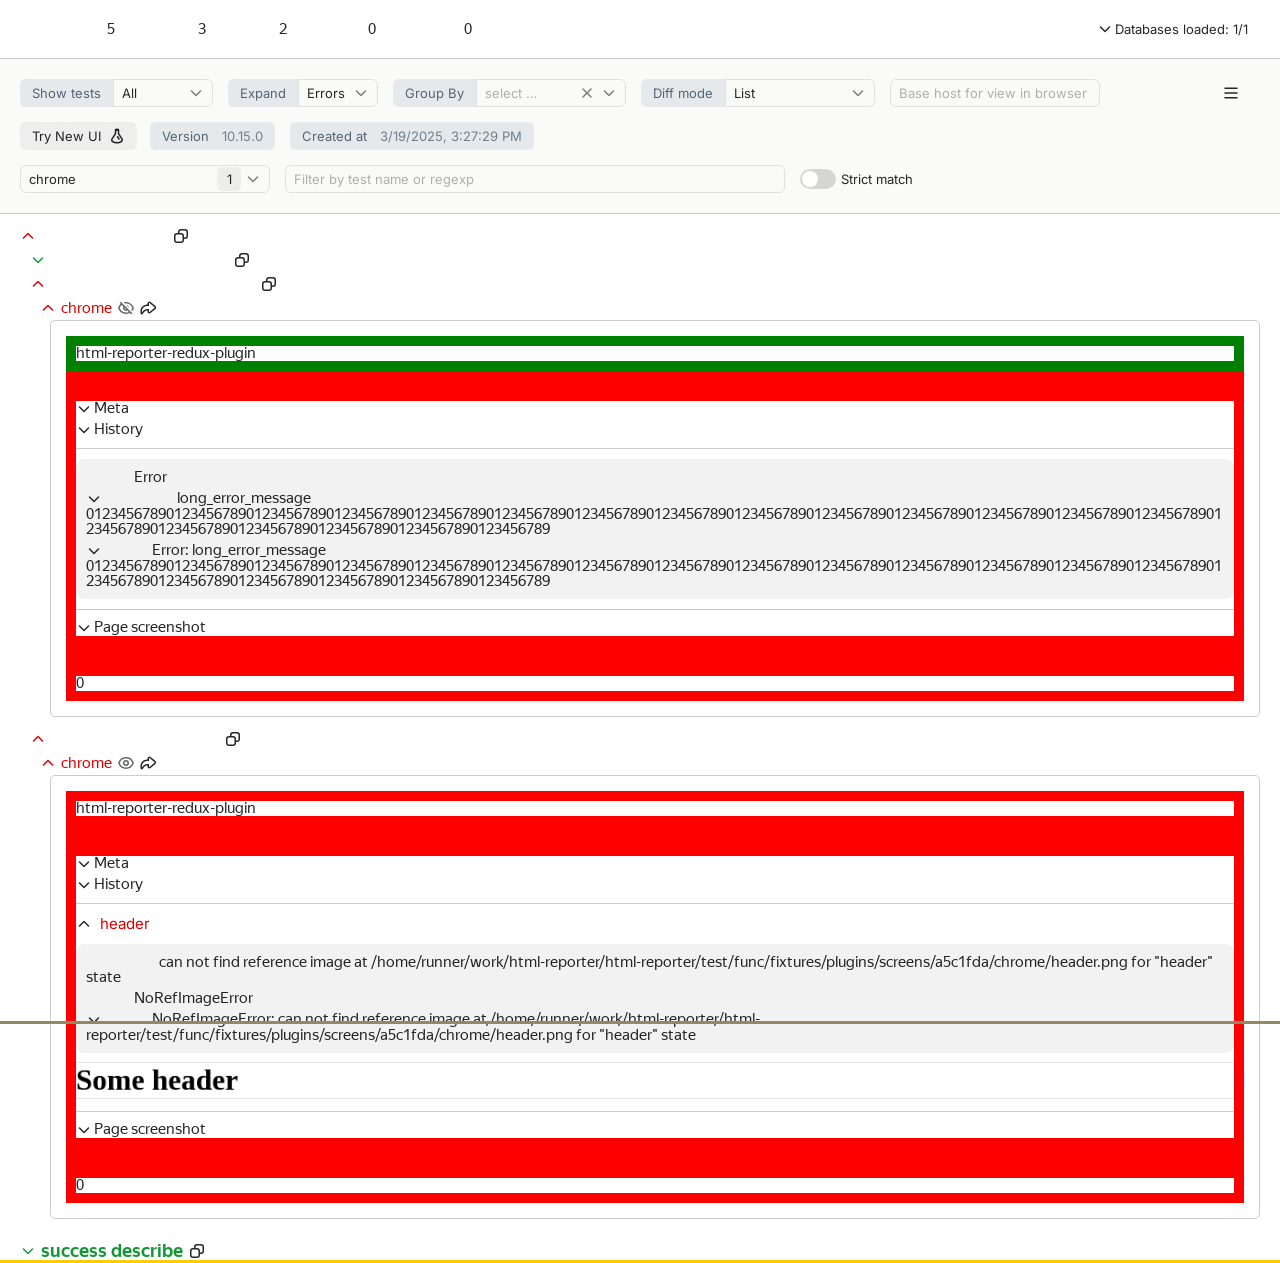 5 3 2 0 0 Databases loaded: 1/1
Show tests All Expand Errors Group By select ... Diff mode List Base host for view in browser
Try New UI Version 10.15.0 Created at 3/19/2025, 3:27:29 PM
chrome 1 Filter by test name or regexp Strict match
chrome
html-reporter-redux-plugin
Meta
History
Error
long_error_message
0123456789012345678901234567890123456789012345678901234567890123456789012345678901234567890123456789012345678901234567890123456789012345678901
23456789012345678901234567890123456789012345678901234567890123456789
Error: long_error_message
0123456789012345678901234567890123456789012345678901234567890123456789012345678901234567890123456789012345678901234567890123456789012345678901
23456789012345678901234567890123456789012345678901234567890123456789
Page screenshot
0
chrome
html-reporter-redux-plugin
Meta
History
header
can not find reference image at /home/runner/work/html-reporter/html-reporter/test/func/fixtures/plugins/screens/a5c1fda/chrome/header.png for "header"
state
NoRefImageError
NoRefImageError: can not find reference image at /home/runner/work/html-reporter/html-
reporter/test/func/fixtures/plugins/screens/a5c1fda/chrome/header.png for "header" state
Some header
Page screenshot
0
success describe